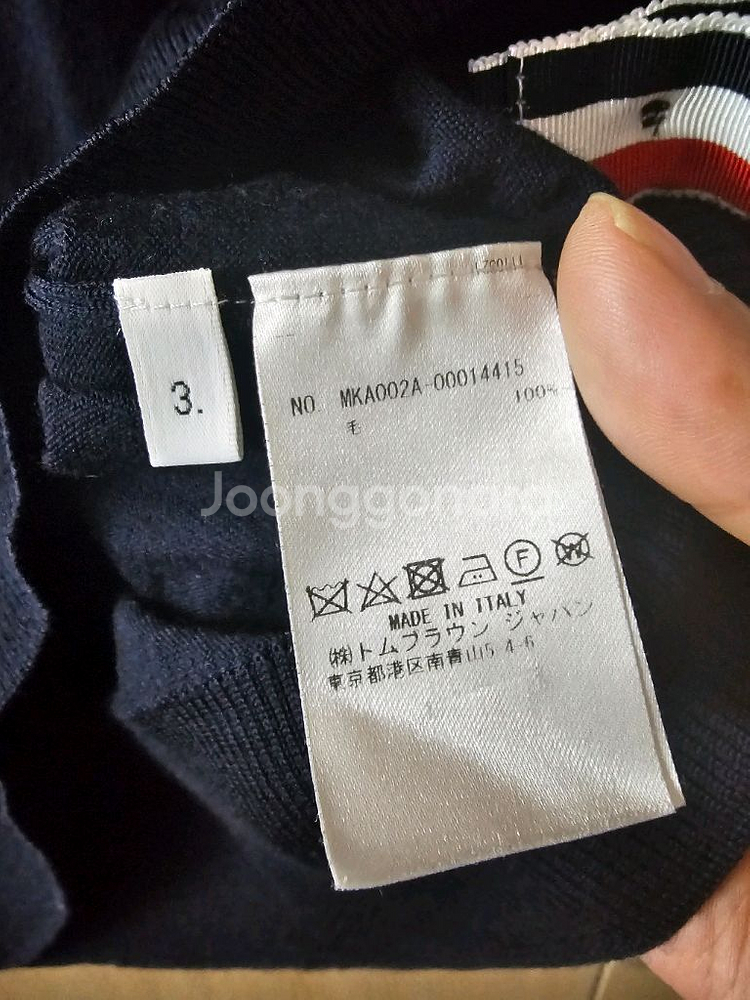 3.
NO. MKA002A-00014415
毛 100%
Joonggonara
F
W
MADE IN ITALY
㈱トムブラウン ジャパン
東京都港区南青山5-4-6